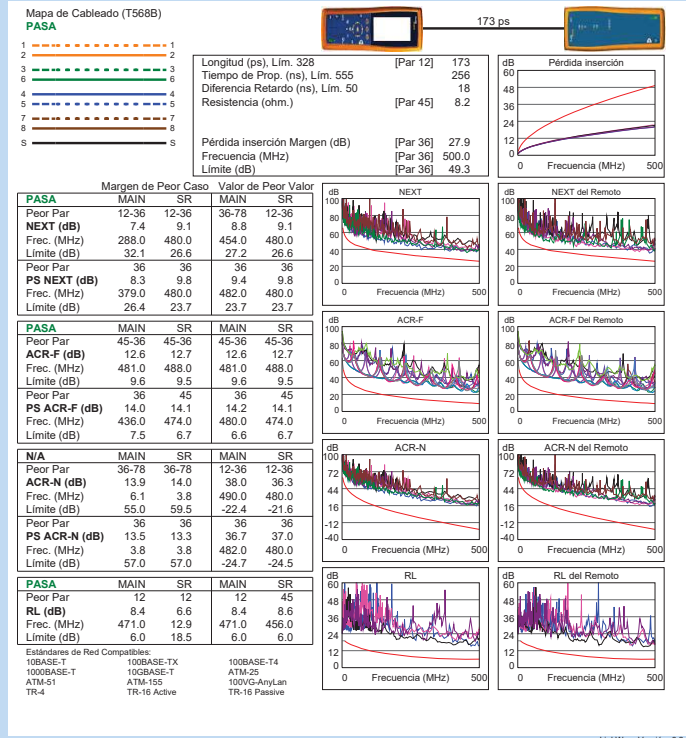 Mapa de Cableado (T568B)
PASA
173 ps
1 1
2 2
3 3
6 6
4 4
5 5
7 7
8 8
S S
Longitud (ps), Lím. 328 [Par 12] 173
Tiempo de Prop. (ns), Lím. 555 256
Diferencia Retardo (ns), Lím. 50 18
Resistencia (ohm.) [Par 45] 8.2
Pérdida inserción Margen (dB) [Par 36] 27.9
Frecuencia (MHz) [Par 36] 500.0
Límite (dB) [Par 36] 49.3
dB Pérdida inserción
60
48
36
24
12
0
0 Frecuencia (MHz) 500
Margen de Peor Caso Valor de Peor Valor
PASA MAIN SR MAIN SR
Peor Par 12-36 12-36 36-78 12-36
NEXT (dB) 7.4 9.1 8.8 9.1
Frec. (MHz) 288.0 480.0 454.0 480.0
Límite (dB) 32.1 26.6 27.2 26.6
Peor Par 36 36 36 36
PS NEXT (dB) 8.3 9.8 9.4 9.8
Frec. (MHz) 379.0 480.0 482.0 480.0
Límite (dB) 26.4 23.7 23.7 23.7
dB NEXT
100
80
60
40
20
0
0 Frecuencia (MHz) 500
dB NEXT del Remoto
100
80
60
40
20
0
0 Frecuencia (MHz) 500
PASA MAIN SR MAIN SR
Peor Par 45-36 45-36 45-36 45-36
ACR-F (dB) 12.6 12.7 12.6 12.7
Frec. (MHz) 481.0 488.0 481.0 488.0
Límite (dB) 9.6 9.5 9.6 9.5
Peor Par 36 45 36 45
PS ACR-F (dB) 14.0 14.1 14.2 14.1
Frec. (MHz) 436.0 474.0 480.0 474.0
Límite (dB) 7.5 6.7 6.6 6.7
dB ACR-F
100
80
60
40
20
0
0 Frecuencia (MHz) 500
dB ACR-F Del Remoto
100
80
60
40
20
0
0 Frecuencia (MHz) 500
N/A MAIN SR MAIN SR
Peor Par 36-78 36-78 12-36 12-36
ACR-N (dB) 13.9 14.0 38.0 36.3
Frec. (MHz) 6.1 3.8 490.0 480.0
Límite (dB) 55.0 59.5 -22.4 -21.6
Peor Par 36 36 36 36
PS ACR-N (dB) 13.5 13.3 36.7 37.0
Frec. (MHz) 3.8 3.8 482.0 480.0
Límite (dB) 57.0 57.0 -24.7 -24.5
dB ACR-N
100
72
44
16
-12
-40
0 Frecuencia (MHz) 500
dB ACR-N del Remoto
100
72
44
16
-12
-40
0 Frecuencia (MHz) 500
PASA MAIN SR MAIN SR
Peor Par 12 12 12 45
RL (dB) 8.4 6.6 8.4 8.6
Frec. (MHz) 471.0 12.9 471.0 456.0
Límite (dB) 6.0 18.5 6.0 6.0
dB RL
60
48
36
24
12
0
0 Frecuencia (MHz) 500
dB RL del Remoto
60
48
36
24
12
0
0 Frecuencia (MHz) 500
Estándares de Red Compatibles:
10BASE-T 100BASE-TX 100BASE-T4
1000BASE-T 10GBASE-T ATM-25
ATM-51 ATM-155 100VG-AnyLan
TR-4 TR-16 Active TR-16 Passive